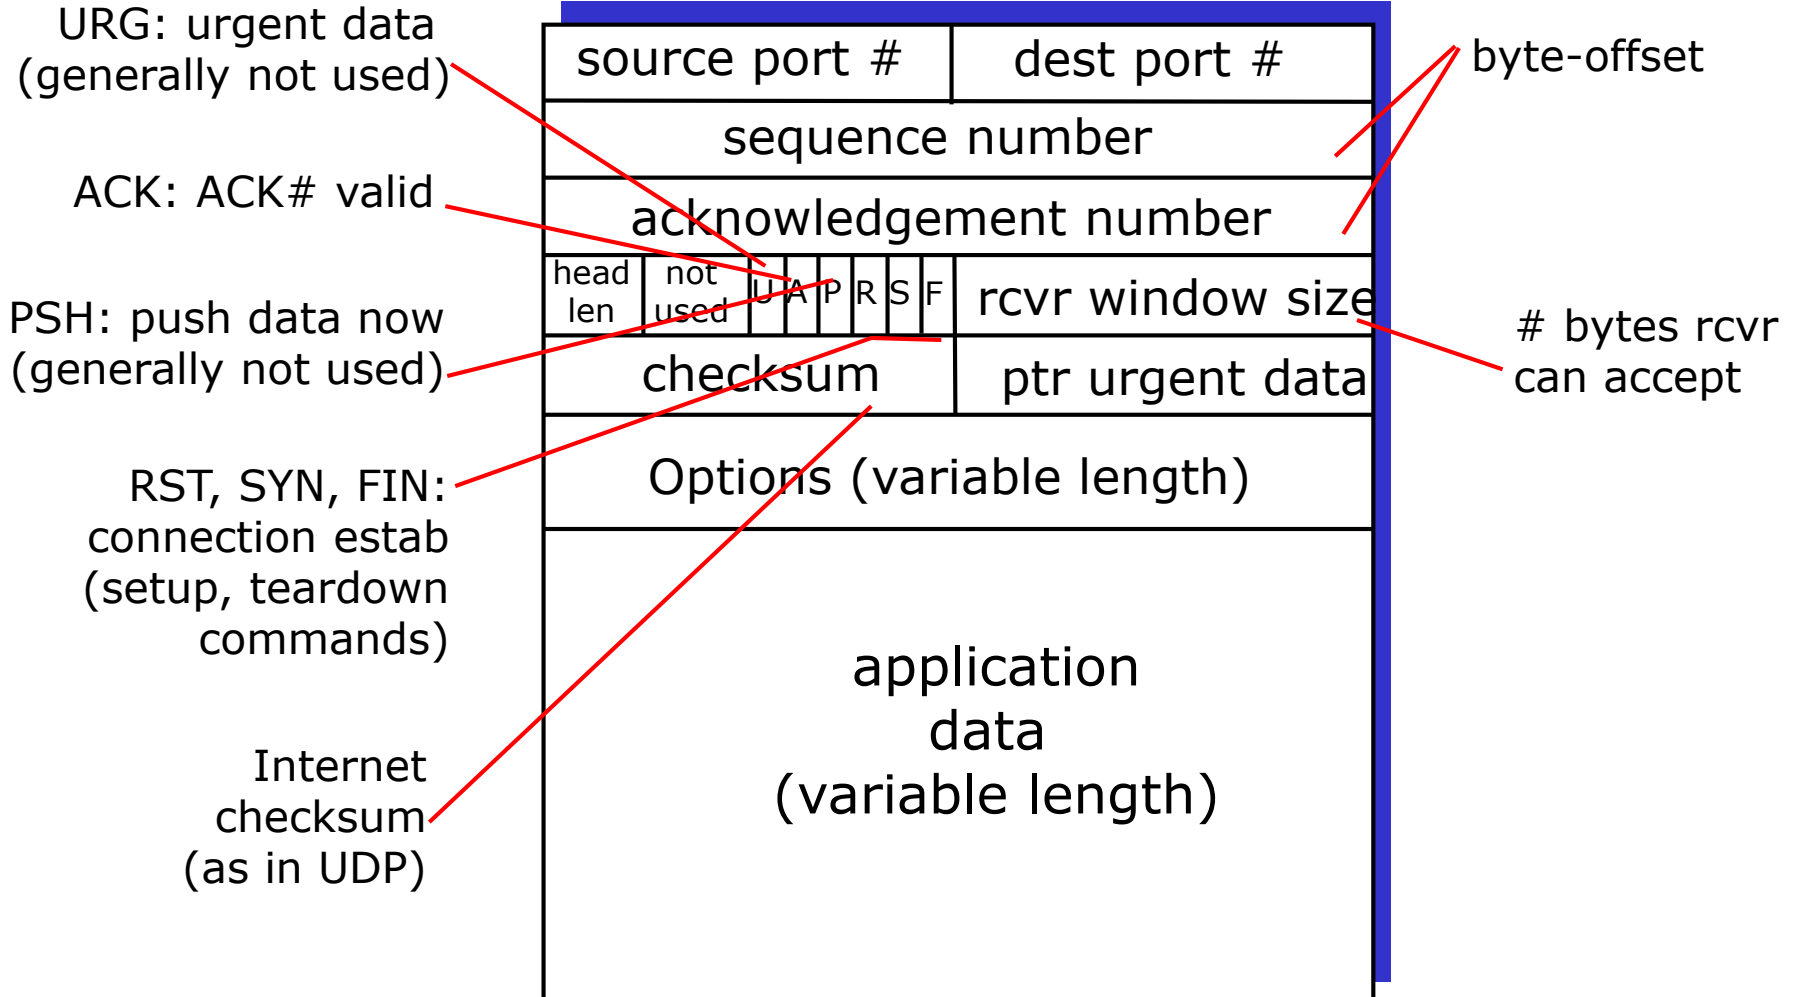 URG: urgent data
(generally not used)
ACK: ACK# valid
PSH: push data now
(generally not used)
RST, SYN, FIN:
connection estab
(setup, teardown
commands)
Internet
checksum
(as in UDP)
source port #
dest port #
sequence number
acknowledgement number
head
len
not
used
U
A
P
R
S
F
rcvr window size
checksum
ptr urgent data
Options (variable length)
application
data
(variable length)
byte-offset
# bytes rcvr
can accept